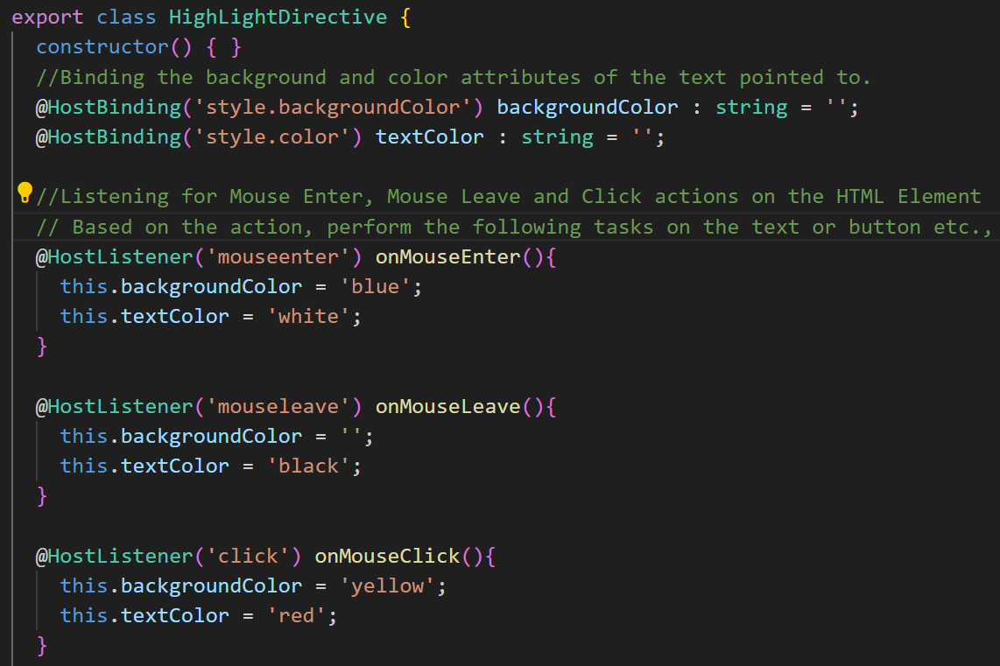 export class HighLightDirective {
constructor() { }
//Binding the background and color attributes of the text pointed to.
@HostBinding('style.backgroundColor') backgroundColor : string = '';
@HostBinding('style.color') textColor : string = '';
//Listening for Mouse Enter, Mouse Leave and Click actions on the HTML Element
// Based on the action, perform the following tasks on the text or button etc.,
@HostListener('mouseenter') onMouseEnter(){
this.backgroundColor = 'blue';
this.textColor = 'white';
}
@HostListener('mouseleave') onMouseLeave(){
this.backgroundColor = '';
this.textColor = 'black';
}
@HostListener('click') onMouseClick(){
this.backgroundColor = 'yellow';
this.textColor = 'red';
}